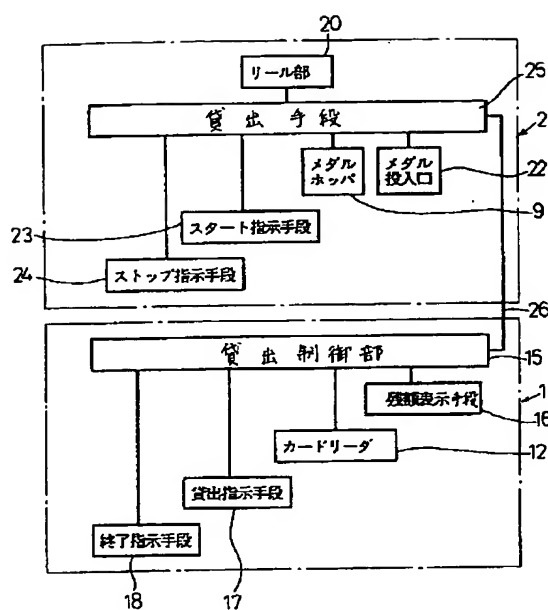 20
リール部
25
貸出手段
2
メダル
ホッパ
メダル
投入口
22
9
23
スタート指示手段
24
ストップ指示手段
26
貸出制御部
15
1
残額表示手段
16
カードリーダ
12
貸出指示手段
終了指示手段
18
17